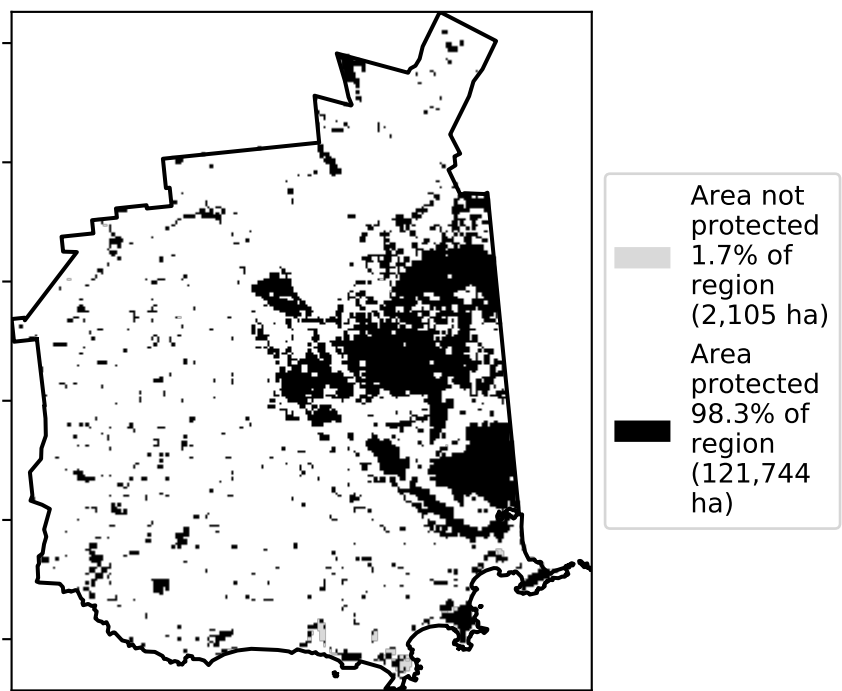 Area not
protected
1.7% of
region
(2,105 ha)
Area
protected
98.3% of
region
(121,744
ha)